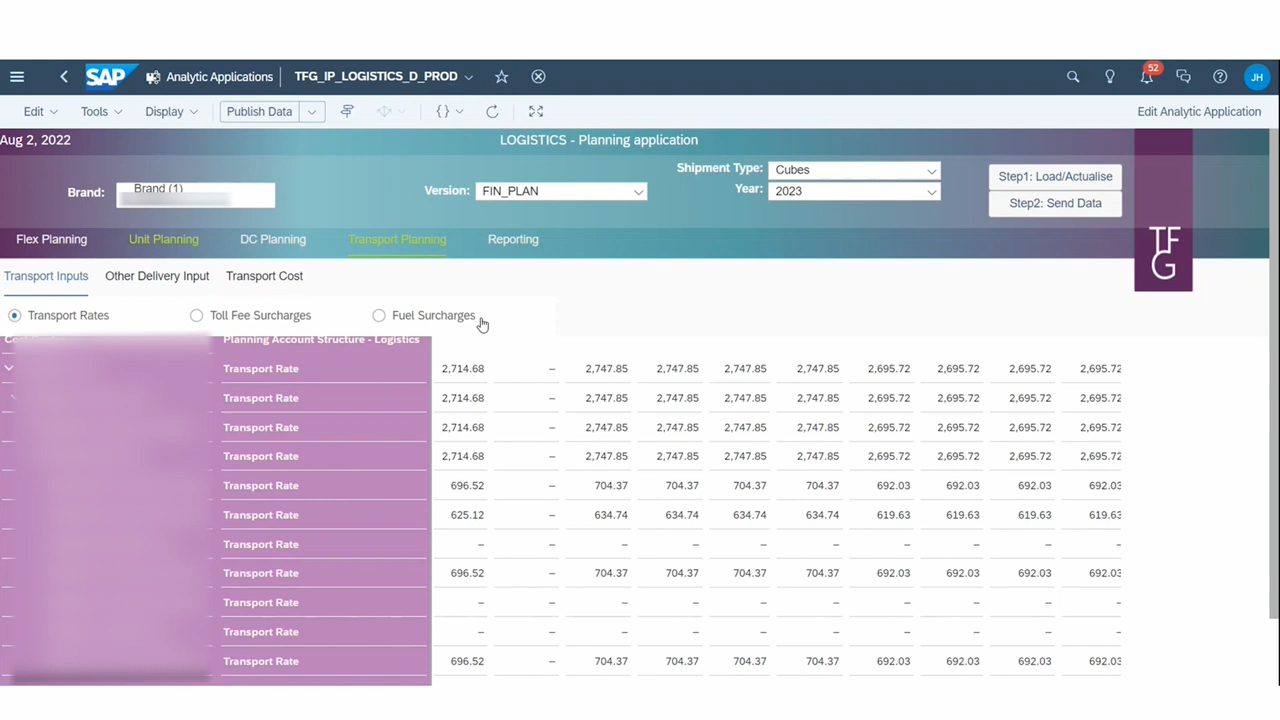 SAP Analytic Applications TFG_IP_LOGISTICS_D_PROD 52 JH
Edit Tools Display Publish Data { } Edit Analytic Application
Aug 2, 2022 LOGISTICS - Planning application
Brand: Brand (1) Version: FIN_PLAN Shipment Type: Cubes Step1: Load/Actualise
Year: 2023 Step2: Send Data
Flex Planning Unit Planning DC Planning Transport Planning Reporting TFG
Transport Inputs Other Delivery Input Transport Cost
Transport Rates Toll Fee Surcharges Fuel Surcharges
Planning Account Structure - Logistics
Transport Rate 2,714.68 – 2,747.85 2,747.85 2,747.85 2,747.85 2,695.72 2,695.72 2,695.72 2,695.72
Transport Rate 2,714.68 – 2,747.85 2,747.85 2,747.85 2,747.85 2,695.72 2,695.72 2,695.72 2,695.72
Transport Rate 2,714.68 – 2,747.85 2,747.85 2,747.85 2,747.85 2,695.72 2,695.72 2,695.72 2,695.72
Transport Rate 2,714.68 – 2,747.85 2,747.85 2,747.85 2,747.85 2,695.72 2,695.72 2,695.72 2,695.72
Transport Rate 696.52 – 704.37 704.37 704.37 704.37 692.03 692.03 692.03 692.03
Transport Rate 625.12 – 634.74 634.74 634.74 634.74 619.63 619.63 619.63 619.63
Transport Rate – – – – – – – – – –
Transport Rate 696.52 – 704.37 704.37 704.37 704.37 692.03 692.03 692.03 692.03
Transport Rate – – – – – – – – – –
Transport Rate – – – – – – – – – –
Transport Rate 696.52 – 704.37 704.37 704.37 704.37 692.03 692.03 692.03 692.03